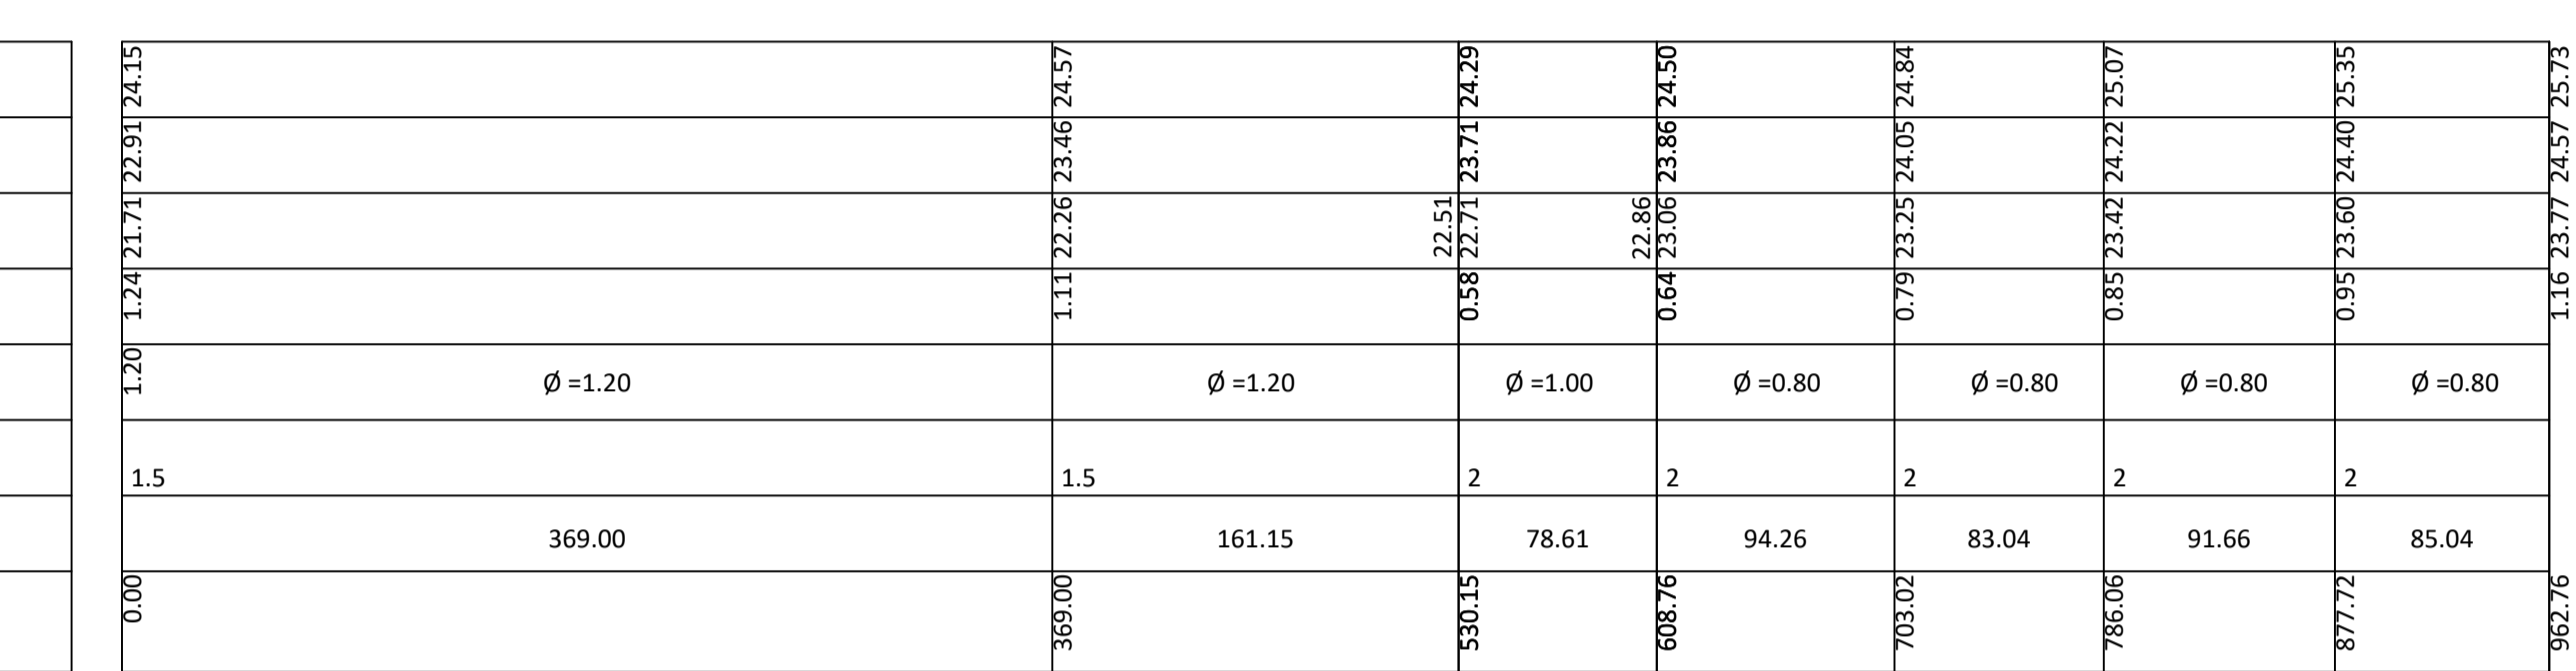 24.15 24.57 24.29 24.50 24.84 25.07 25.35 25.73
22.91 23.46 23.71 23.86 24.05 24.22 24.40 24.57
21.71 22.26 22.51 22.71 22.86 23.06 23.25 23.42 23.60 23.77
1.24 1.11 0.58 0.64 0.79 0.85 0.95 1.16
1.20 Ø =1.20 Ø =1.20 Ø =1.00 Ø =0.80 Ø =0.80 Ø =0.80 Ø =0.80
1.5 1.5 2 2 2 2 2
369.00 161.15 78.61 94.26 83.04 91.66 85.04
0.00 369.00 530.15 608.76 703.02 786.06 877.72 962.76